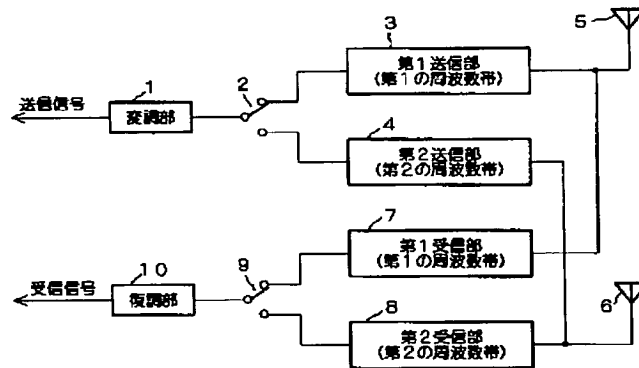 3
5
第1送信部
(第1の周波数帯)
送信信号
1
2
変調部
4
第2送信部
(第2の周波数帯)
7
第1受信部
(第1の周波数帯)
受信信号
10
9
復調部
6
8
第2受信部
(第2の周波数帯)